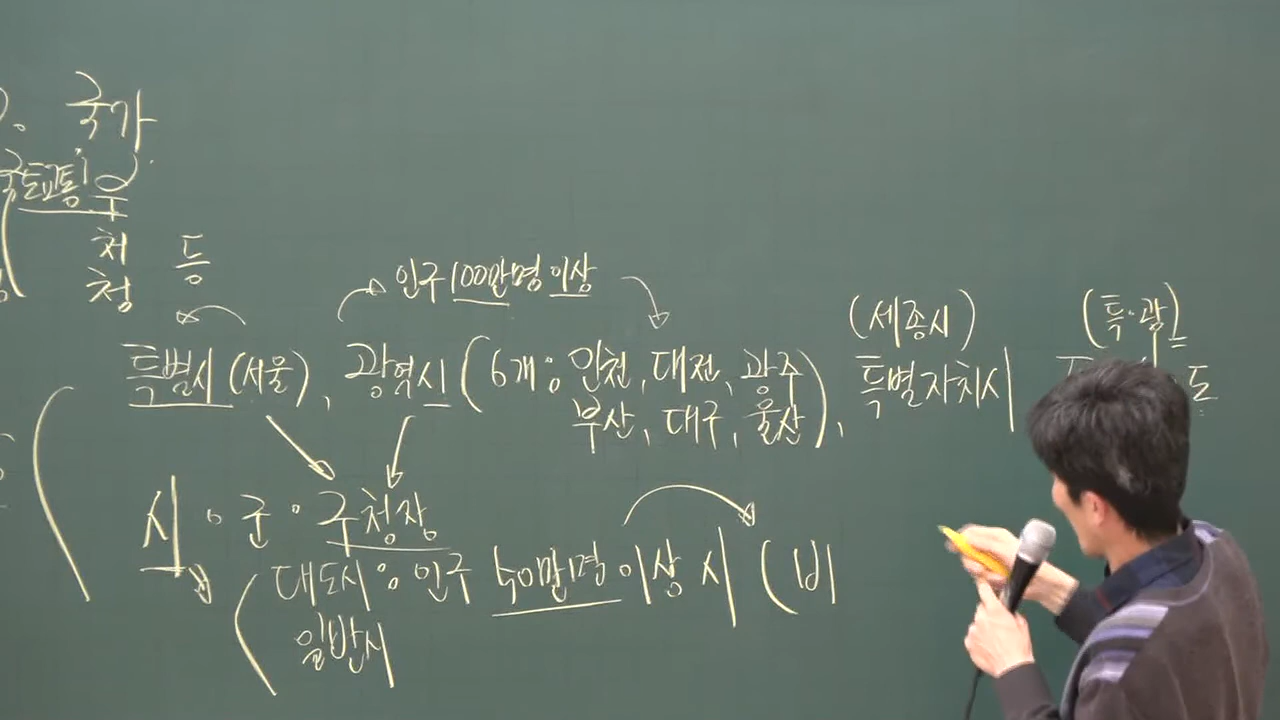 국가
국토교통부
처 등
청
인구 100만명 이상
(세종시) (특·광)
특별시 (서울), 광역시 (6개: 인천, 대전, 광주
부산, 대구, 울산), 특별자치시 도
시·군·구청장
대도시: 인구 50만명 이상 시 (비
일반시